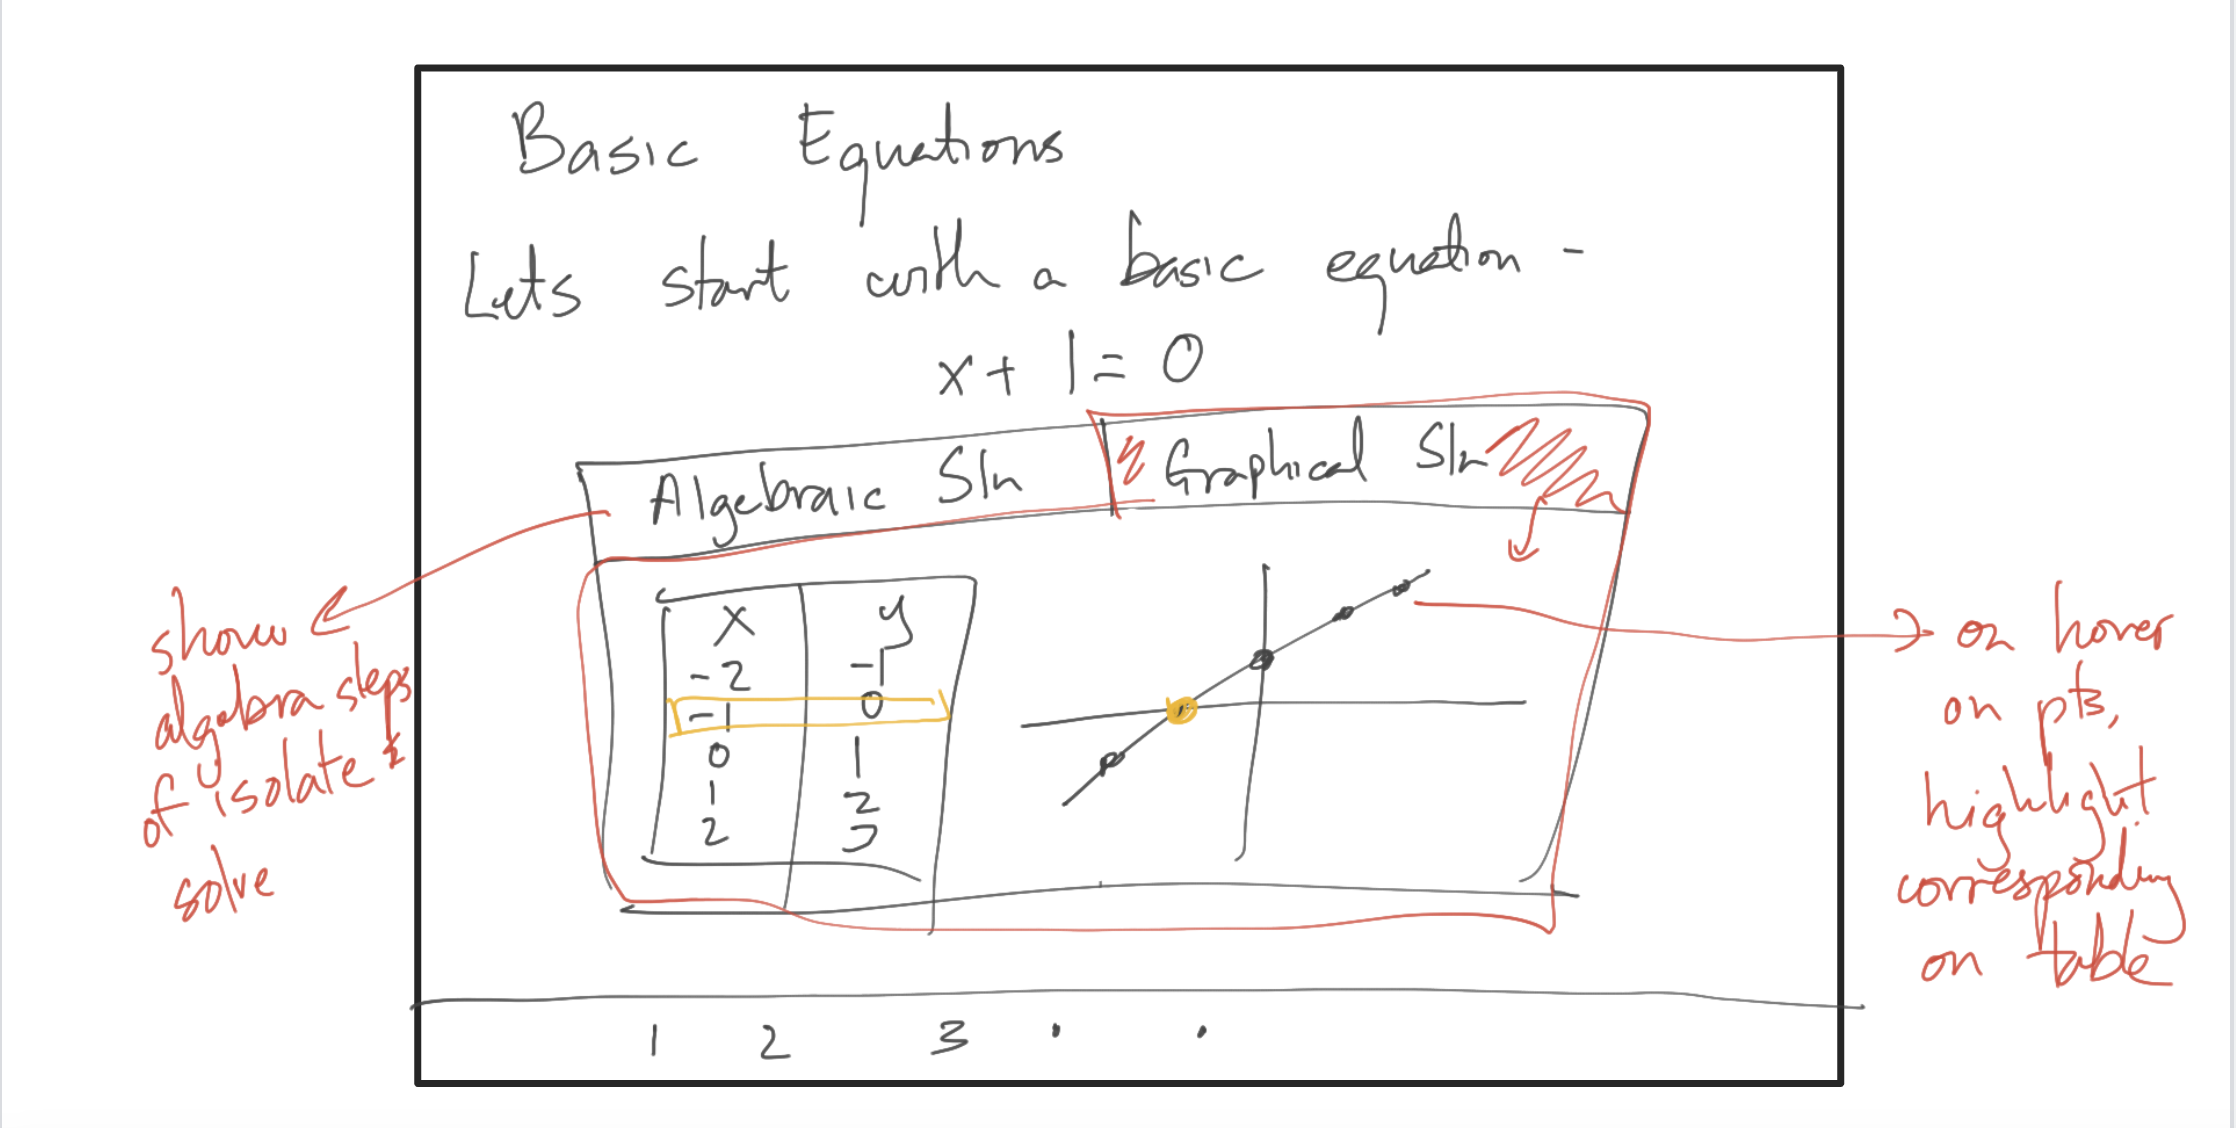 Basic Equations
Lets start with a basic equation -
x + 1 = 0
Algebraic Sln
Graphical Sln
x y
-2 -1
-1 0
0 1
1 2
2 3
1 2 3 . .
show
algebra steps
of isolate &
solve
on hover
on pts,
highlight
corresponding
on table